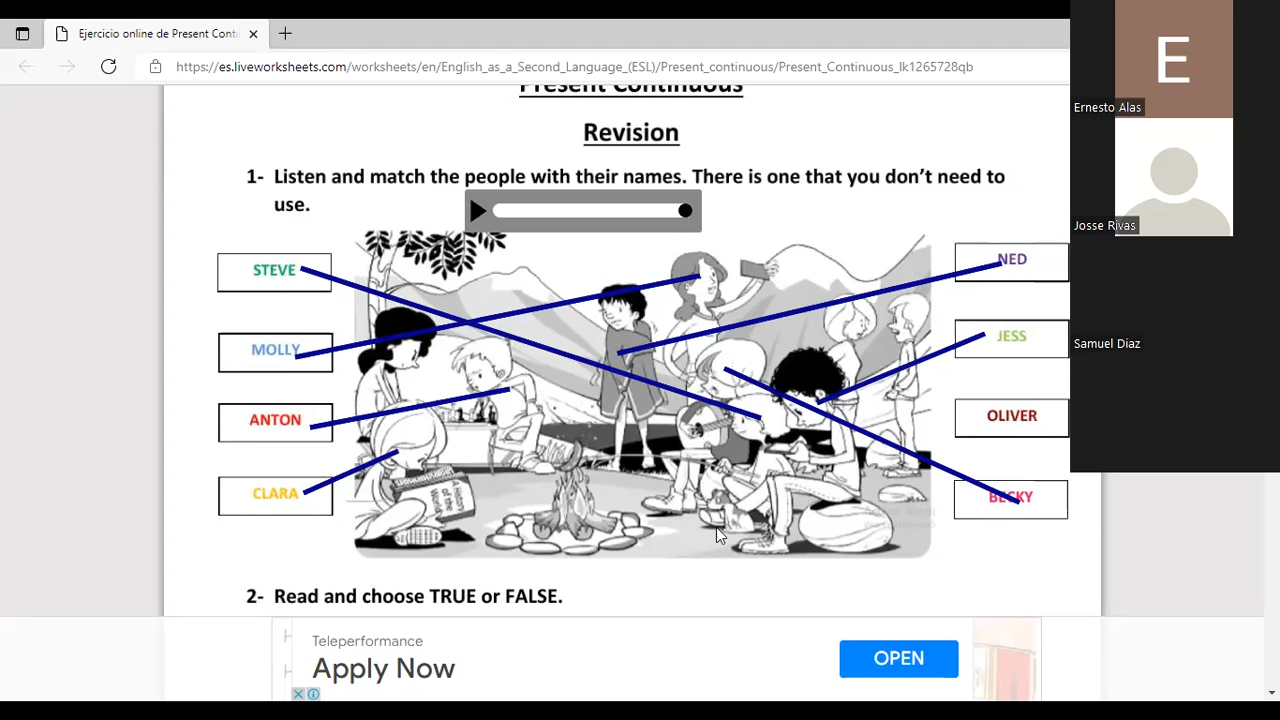 Ejercicio online de Present Conti
https://es.liveworksheets.com/worksheets/en/English_as_a_Second_Language_(ESL)/Present_continuous/Present_Continuous_lk1265728qb
Present Continuous
Revision
1- Listen and match the people with their names. There is one that you don't need to
use.
STEVE
MOLLY
ANTON
CLARA
NED
JESS
OLIVER
BECKY
2- Read and choose TRUE or FALSE.
Teleperformance
Apply Now
OPEN
E
Ernesto Alas
Josse Rivas
Samuel Diaz